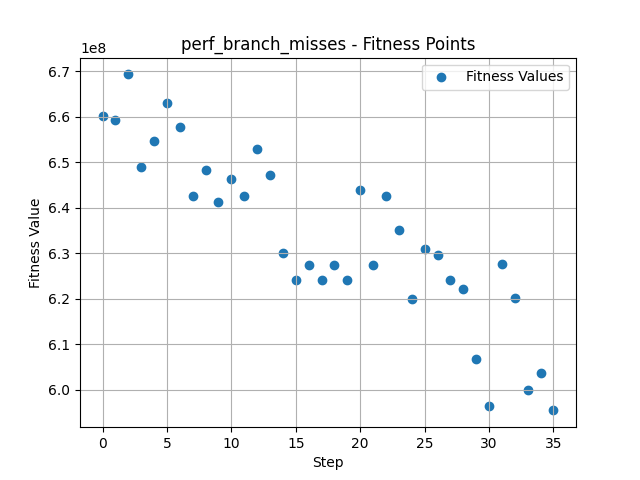 perf_branch_misses - Fitness Points
1e8
Fitness Values
6.7
6.6
6.5
6.4
6.3
6.2
6.1
6.0
Fitness Value
0 5 10 15 20 25 30 35
Step